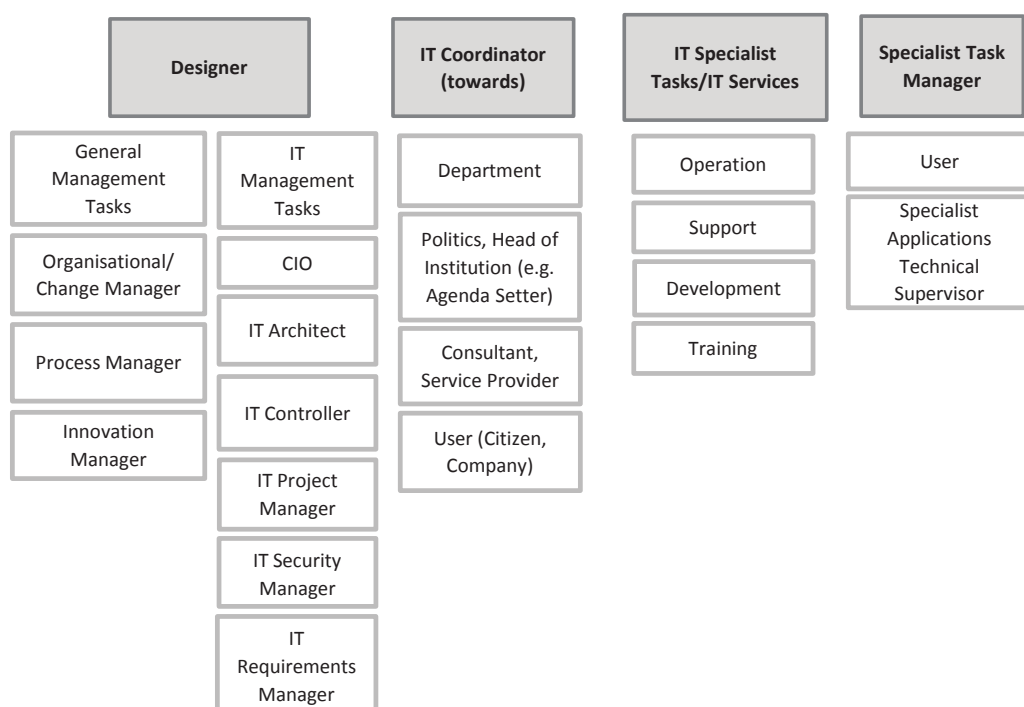 Designer
General
Management
Tasks
Organisational/
Change Manager
Process Manager
Innovation
Manager
IT
Management
Tasks
CIO
IT Architect
IT Controller
IT Project
Manager
IT Security
Manager
IT
Requirements
Manager
IT Coordinator
(towards)
Department
Politics, Head of
Institution (e.g.
Agenda Setter)
Consultant,
Service Provider
User (Citizen,
Company)
IT Specialist
Tasks/IT Services
Operation
Support
Development
Training
Specialist Task
Manager
User
Specialist
Applications
Technical
Supervisor